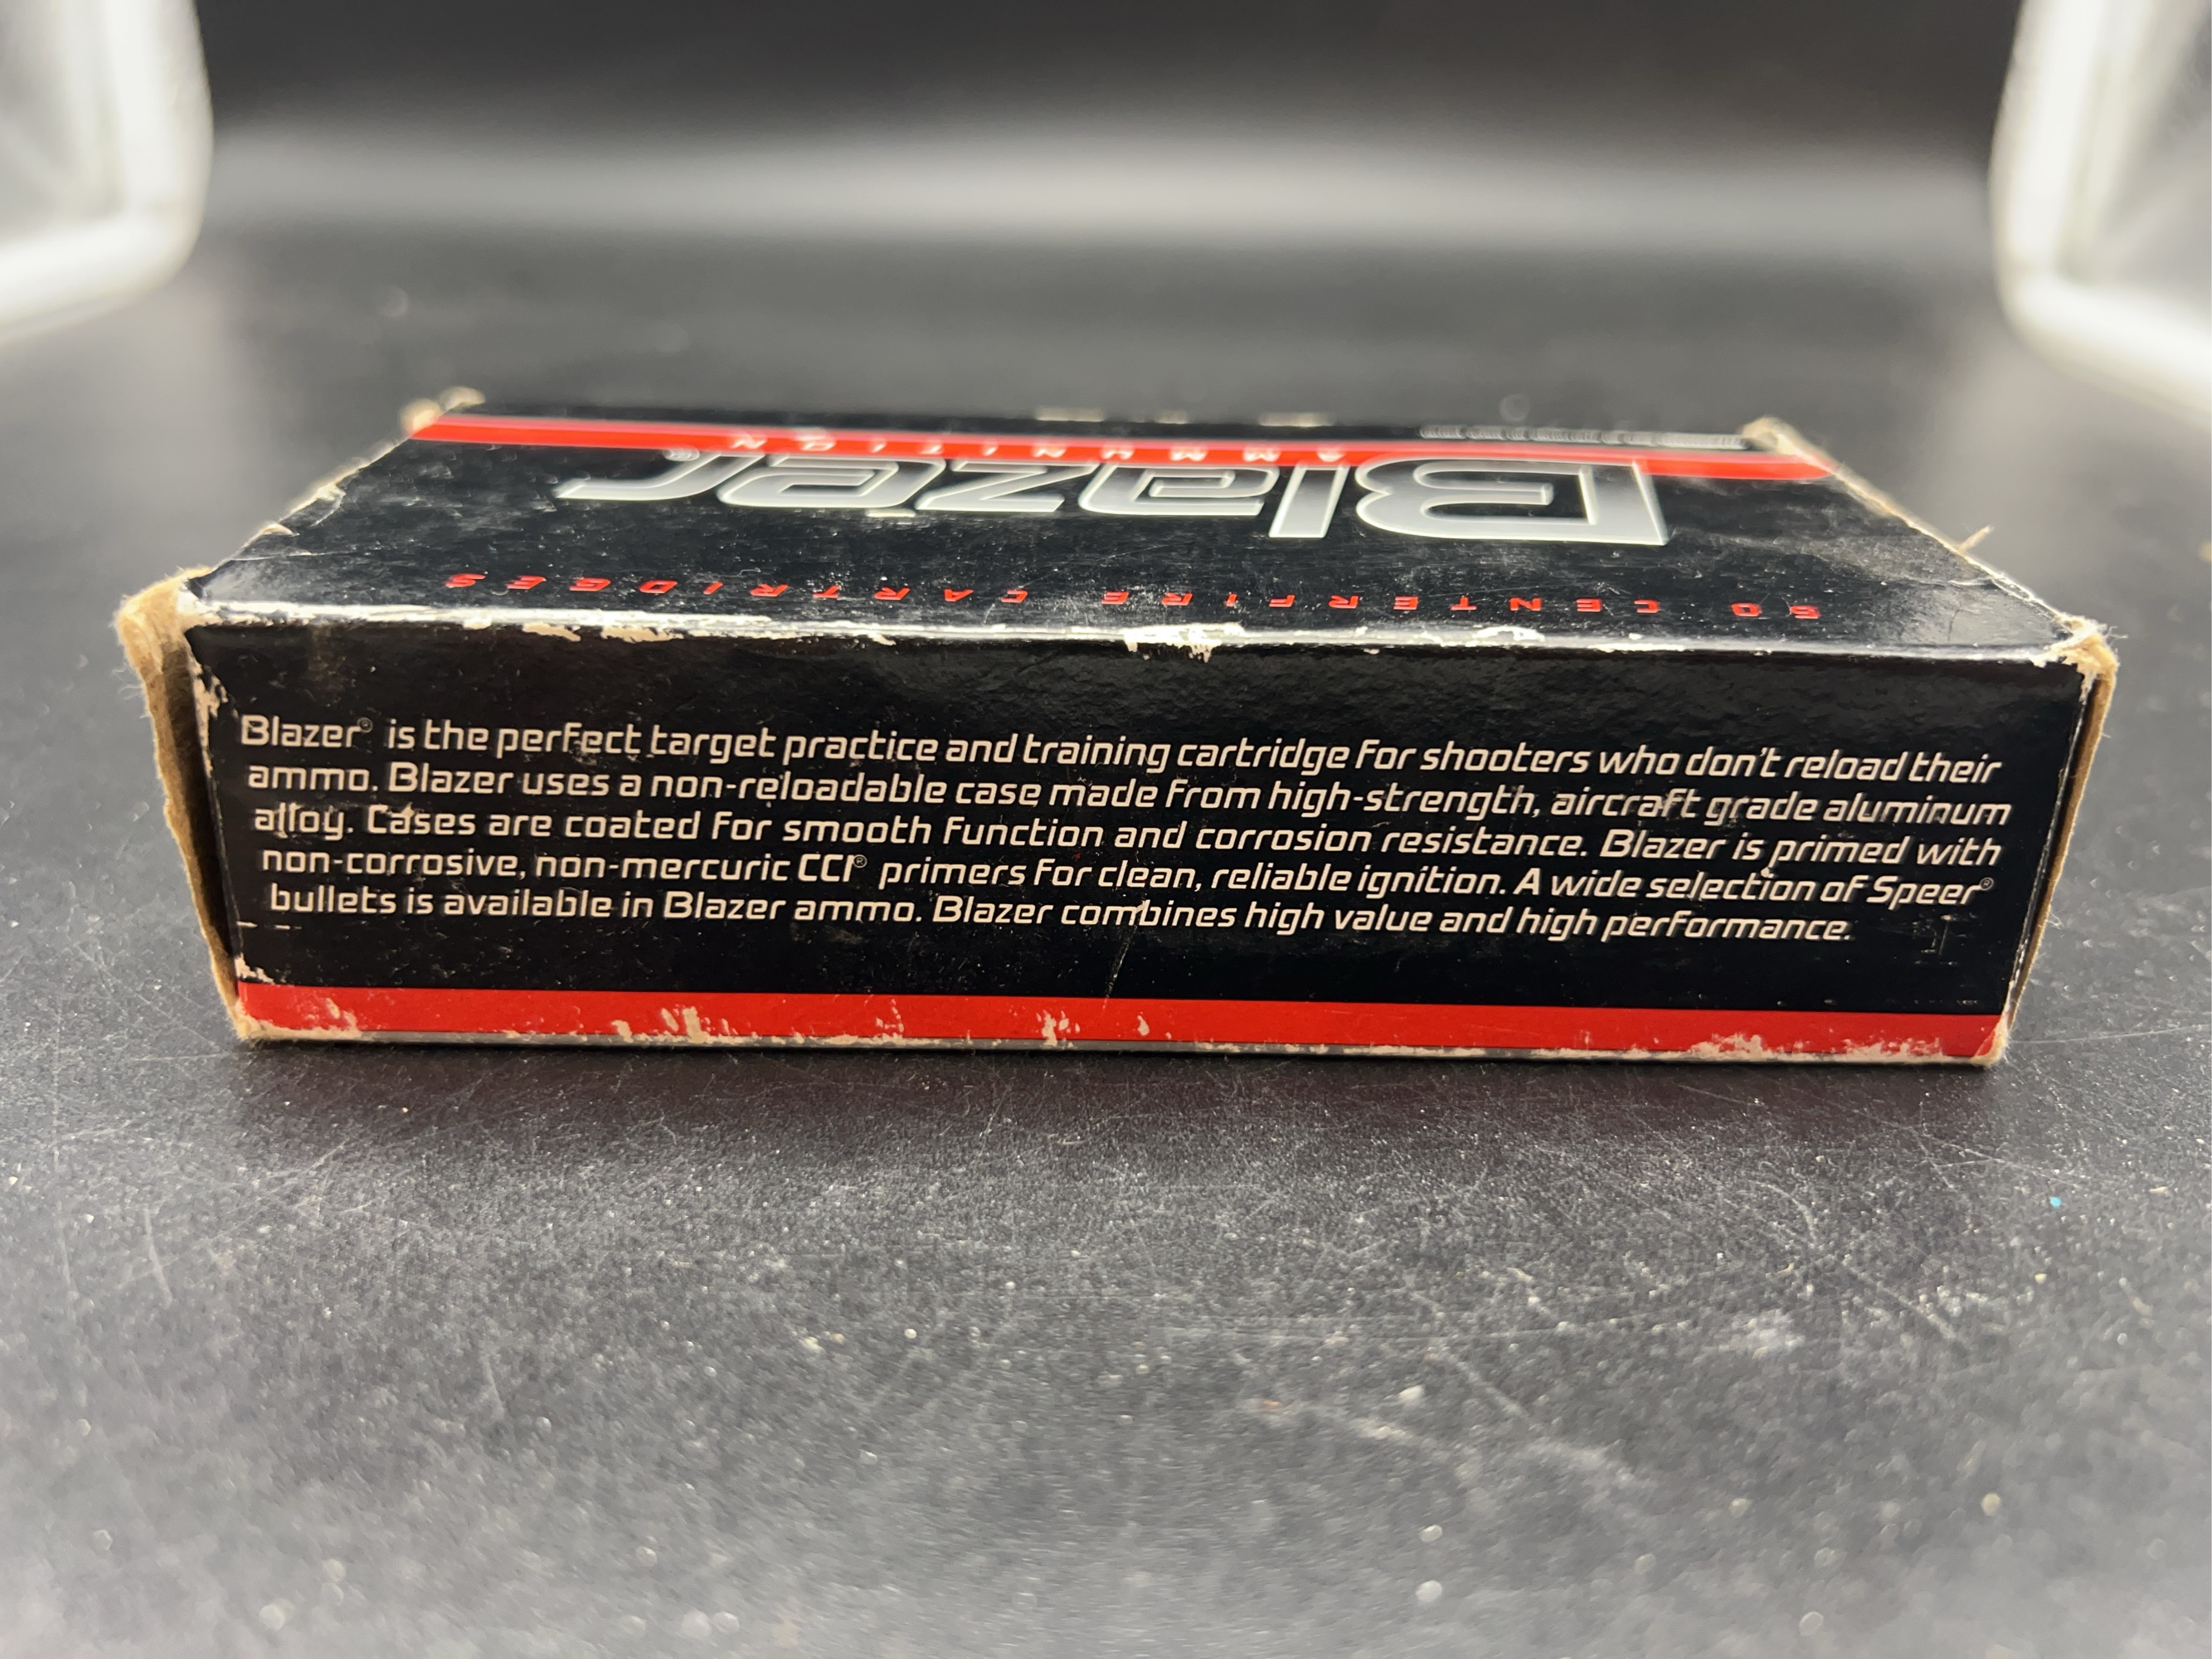 AMMUNITION
Blazer®
50 CENTERFIRE CARTRIDGES
Blazer® is the perfect target practice and training cartridge for shooters who don't reload their
ammo. Blazer uses a non-reloadable case made from high-strength, aircraft grade aluminum
alloy. Cases are coated for smooth function and corrosion resistance. Blazer is primed with
non-corrosive, non-mercuric CCI® primers for clean, reliable ignition. A wide selection of Speer®
bullets is available in Blazer ammo. Blazer combines high value and high performance.